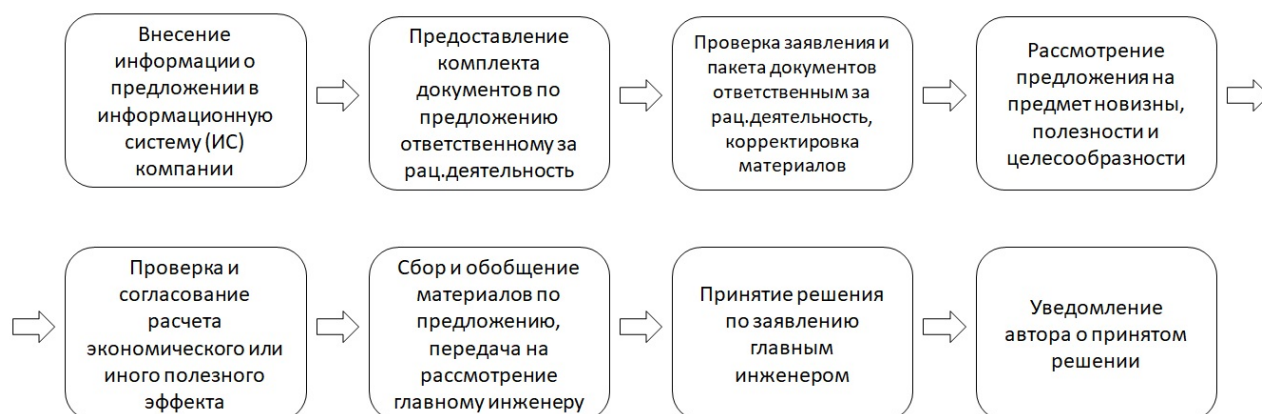 Внесение
информации о
предложении в
информационную
систему (ИС)
компании
Предоставление
комплекта
документов по
предложению
ответственному за
рац.деятельность
Проверка заявления и
пакета документов
ответственным за
рац.деятельность,
корректировка
материалов
Рассмотрение
предложения на
предмет новизны,
полезности и
целесообразности
Проверка и
согласование
расчета
экономического или
иного полезного
эффекта
Сбор и обобщение
материалов по
предложению,
передача на
рассмотрение
главному инженеру
Принятие решения
по заявлению
главным
инженером
Уведомление
автора о принятом
решении